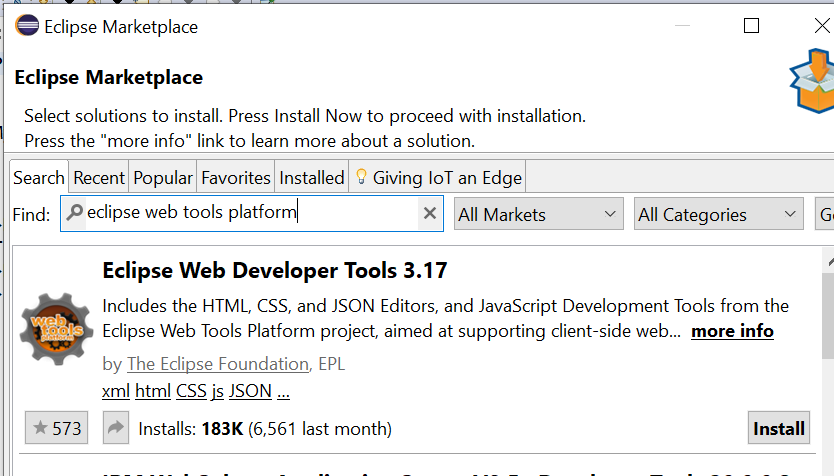 Eclipse Marketplace
Eclipse Marketplace
Select solutions to install. Press Install Now to proceed with installation.
Press the "more info" link to learn more about a solution.
Search Recent Popular Favorites Installed Giving IoT an Edge
Find: eclipse web tools platform All Markets All Categories
Eclipse Web Developer Tools 3.17
Includes the HTML, CSS, and JSON Editors, and JavaScript Development Tools from the
Eclipse Web Tools Platform project, aimed at supporting client-side web... more info
web
tools
platform
by The Eclipse Foundation, EPL
xml html CSS js JSON ...
573 Installs: 183K (6,561 last month) Install